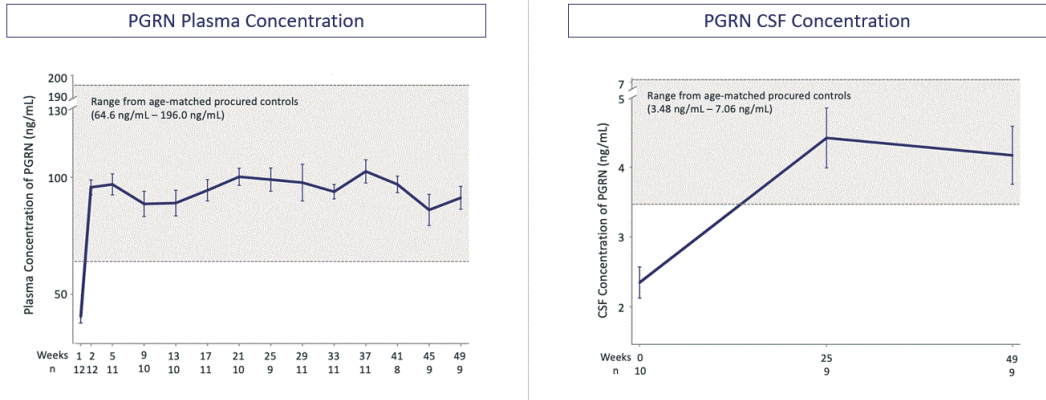 PGRN Plasma Concentration
200
190
130
100
50
Plasma Concentration of PGRN (ng/mL)
Range from age-matched procured controls
(64.6 ng/mL – 196.0 ng/mL)
Weeks 1 2 5 9 13 17 21 25 29 33 37 41 45 49
n 12 12 11 10 10 11 10 9 11 11 11 8 9 9
PGRN CSF Concentration
7
5
4
3
2
CSF Concentration of PGRN (ng/mL)
Range from age-matched procured controls
(3.48 ng/mL – 7.06 ng/mL)
Weeks 0 25 49
n 10 9 9